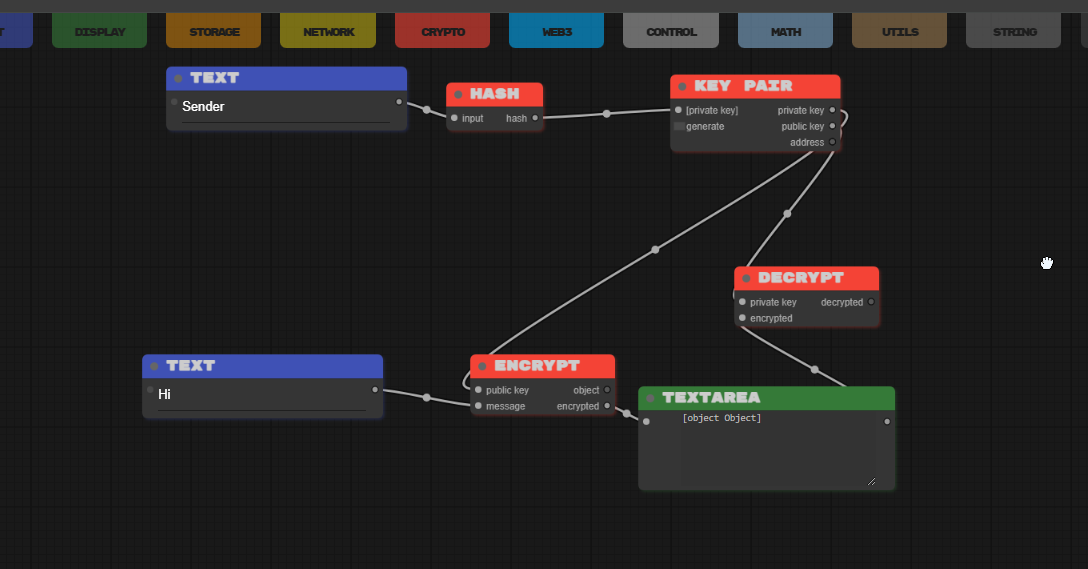 T
DISPLAY
STORAGE
NETWORK
CRYPTO
WEB3
CONTROL
MATH
UTILS
STRING
TEXT
Sender
HASH
input hash
KEY PAIR
[private key] private key
generate public key
address
DECRYPT
private key decrypted
encrypted
TEXT
Hi
ENCRYPT
public key object
message encrypted
TEXTAREA
[object Object]